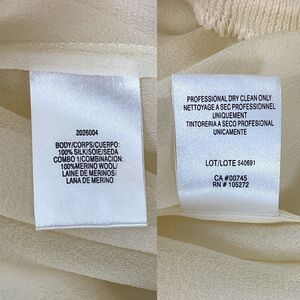 2026004
BODY/CORPS/CUERPO:
100% SILK/SOIE/SEDA
COMBO 1/COMBINACION:
100%MERINO WOOL/
LAINE DE MERINOS/
LANA DE MERINO
PROFESSIONAL DRY CLEAN ONLY
NETTOYAGE A SEC PROFESSIONNEL
UNIQUEMENT
TINTORERIA A SECO PROFESIONAL
UNICAMENTE
LOT/LOTE 540691
CA #00745
RN # 105272